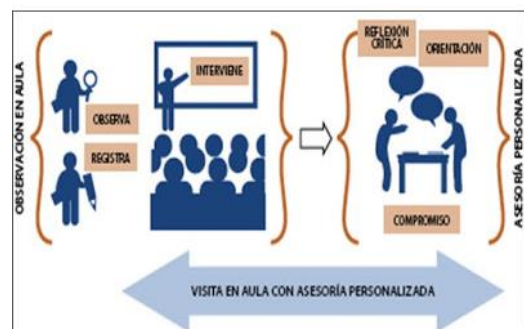 OBSERVACIÓN EN AULA
OBSERVA
REGISTRA
INTERVIENE
REFLEXIÓN
CRÍTICA
ORIENTACIÓN
COMPROMISO
ASESORÍA PERSONALIZADA
VISITA EN AULA CON ASESORÍA PERSONALIZADA